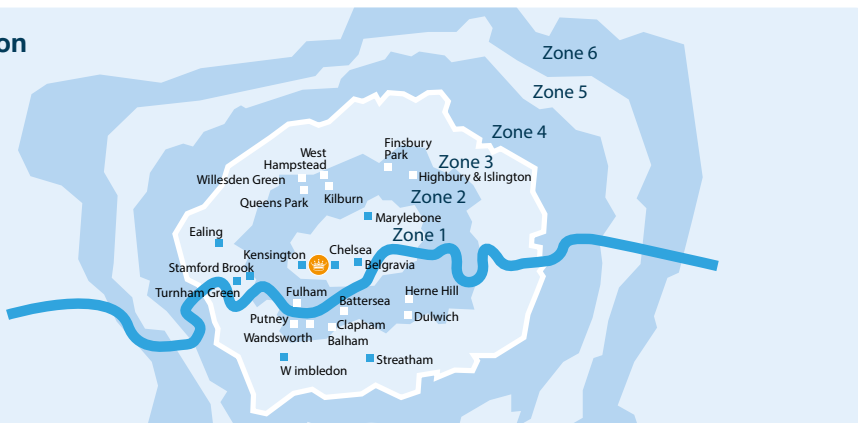 on
Zone 6
Zone 5
Zone 4
Finsbury
Park
West
Hampstead
Zone 3
Highbury & Islington
Willesden Green
Kilburn
Zone 2
Queens Park
Marylebone
Ealing
Zone 1
Kensington
Chelsea
Belgravia
Stamford Brook
Turnham Green
Fulham
Herne Hill
Battersea
Putney
Dulwich
Clapham
Wandsworth
Balham
Streatham
W imbledon